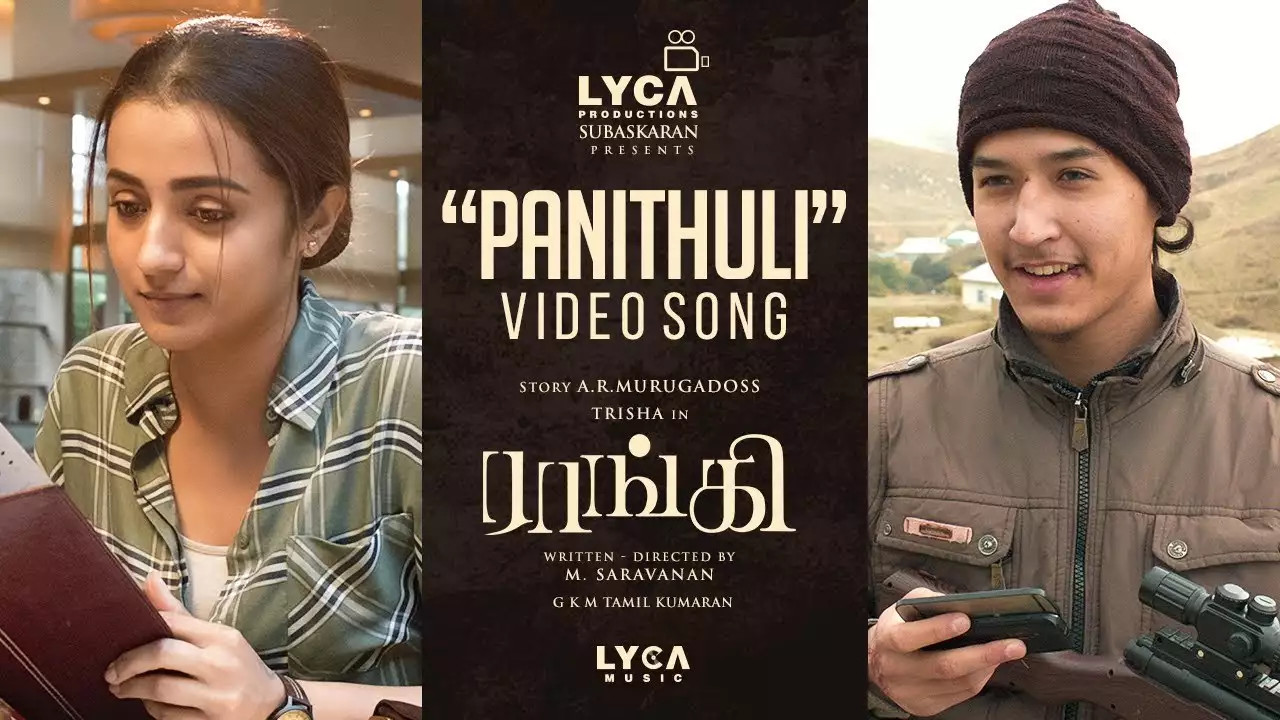 LYCA
PRODUCTIONS
SUBASKARAN
PRESENTS
“PANITHULI”
VIDEO SONG
STORY A.R.MURUGADOSS
TRISHA IN
ராங்கி
WRITTEN - DIRECTED BY
M. SARAVANAN
G K M TAMIL KUMARAN
LYCA
MUSIC